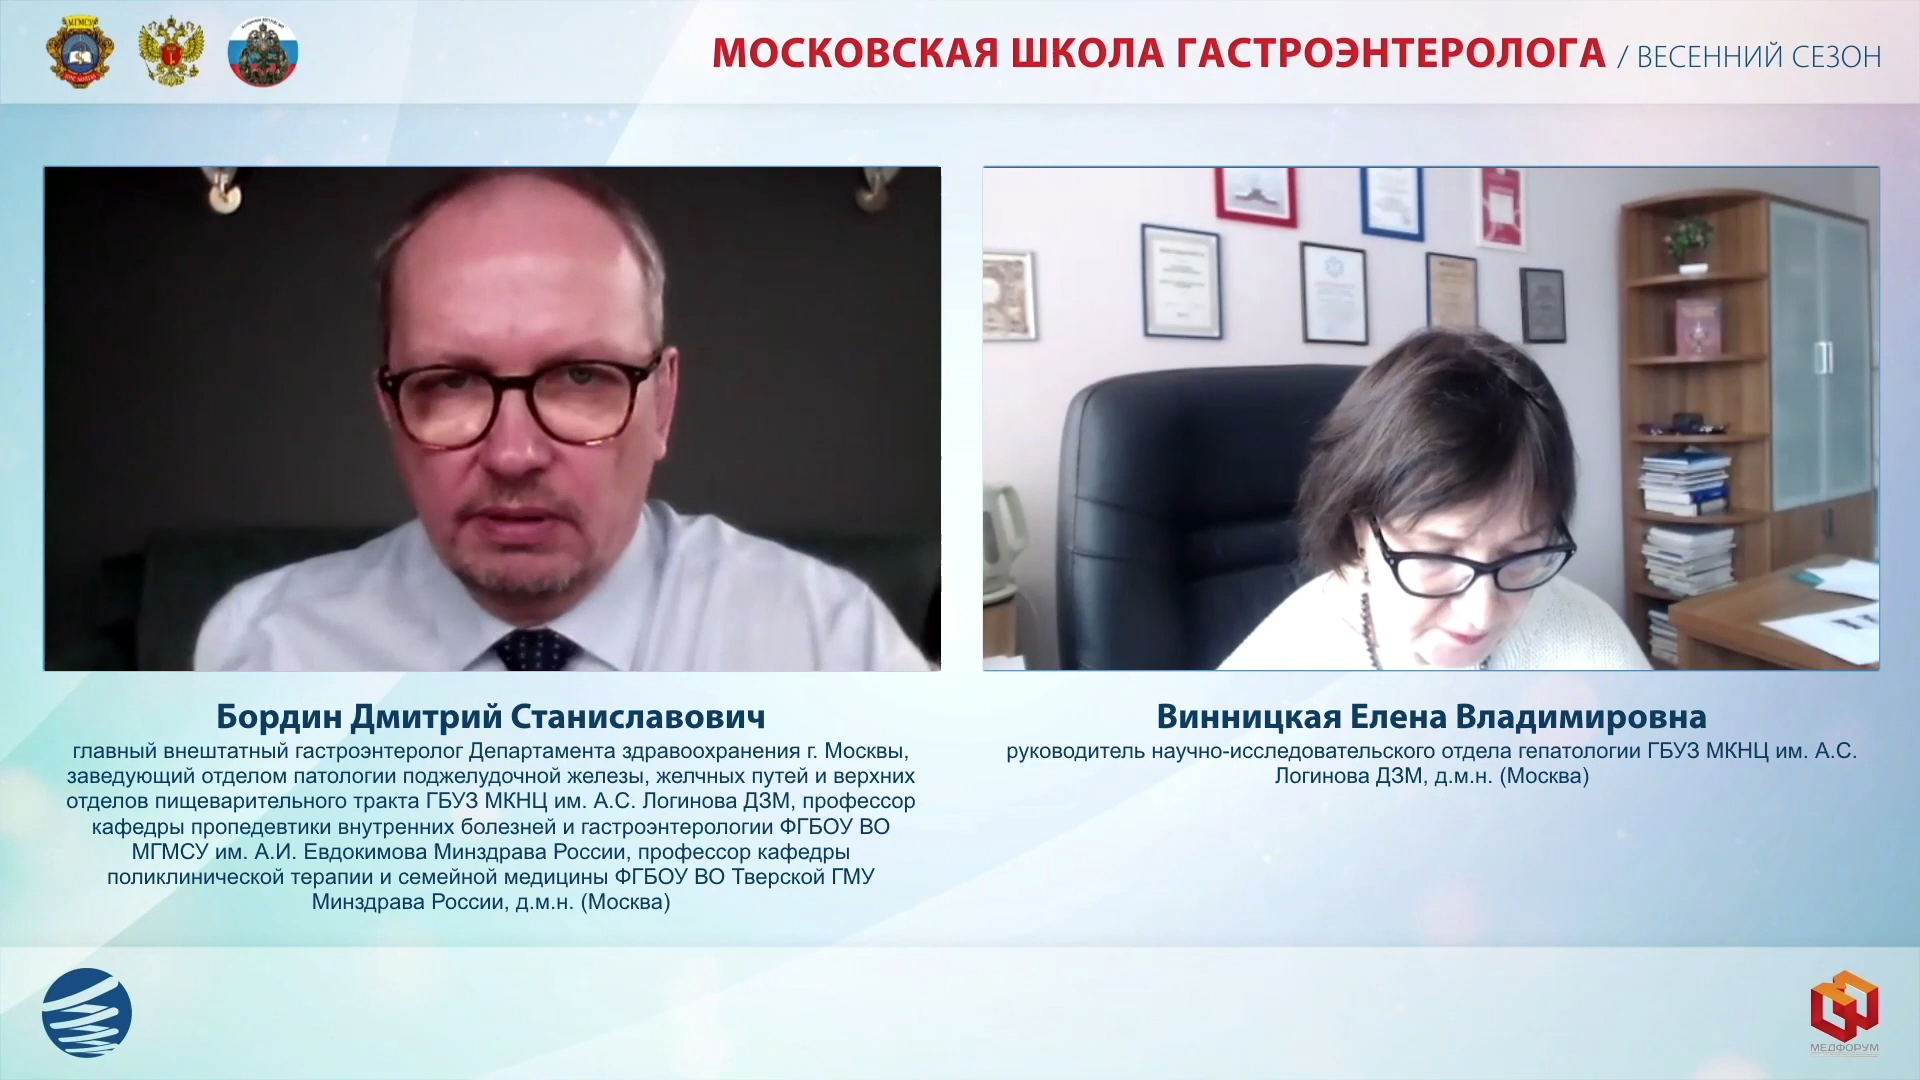 МГМСУ
МОСКОВСКАЯ ШКОЛА ГАСТРОЭНТЕРОЛОГА / ВЕСЕННИЙ СЕЗОН
Бордин Дмитрий Станиславович
главный внештатный гастроэнтеролог Департамента здравоохранения г. Москвы,
заведующий отделом патологии поджелудочной железы, желчных путей и верхних
отделов пищеварительного тракта ГБУЗ МКНЦ им. А.С. Логинова ДЗМ, профессор
кафедры пропедевтики внутренних болезней и гастроэнтерологии ФГБОУ ВО
МГМСУ им. А.И. Евдокимова Минздрава России, профессор кафедры
поликлинической терапии и семейной медицины ФГБОУ ВО Тверской ГМУ
Минздрава России, д.м.н. (Москва)
Винницкая Елена Владимировна
руководитель научно-исследовательского отдела гепатологии ГБУЗ МКНЦ им. А.С.
Логинова ДЗМ, д.м.н. (Москва)
МЕДФОРУМ